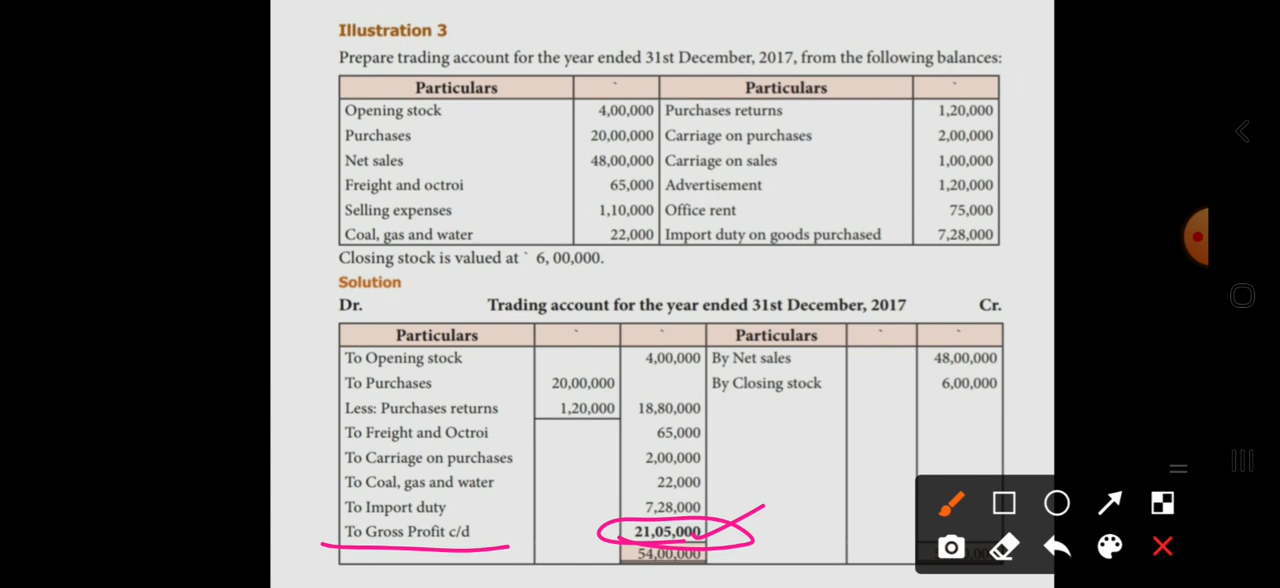 Illustration 3
Prepare trading account for the year ended 31st December, 2017, from the following balances:
Particulars ` Particulars `
Opening stock 4,00,000 Purchases returns 1,20,000
Purchases 20,00,000 Carriage on purchases 2,00,000
Net sales 48,00,000 Carriage on sales 1,00,000
Freight and octroi 65,000 Advertisement 1,20,000
Selling expenses 1,10,000 Office rent 75,000
Coal, gas and water 22,000 Import duty on goods purchased 7,28,000
Closing stock is valued at ` 6, 00,000.
Solution
Dr. Trading account for the year ended 31st December, 2017 Cr.
Particulars ` ` Particulars ` `
To Opening stock 4,00,000 By Net sales 48,00,000
To Purchases 20,00,000 By Closing stock 6,00,000
Less: Purchases returns 1,20,000 18,80,000
To Freight and Octroi 65,000
To Carriage on purchases 2,00,000
To Coal, gas and water 22,000
To Import duty 7,28,000
To Gross Profit c/d 21,05,000
54,00,000